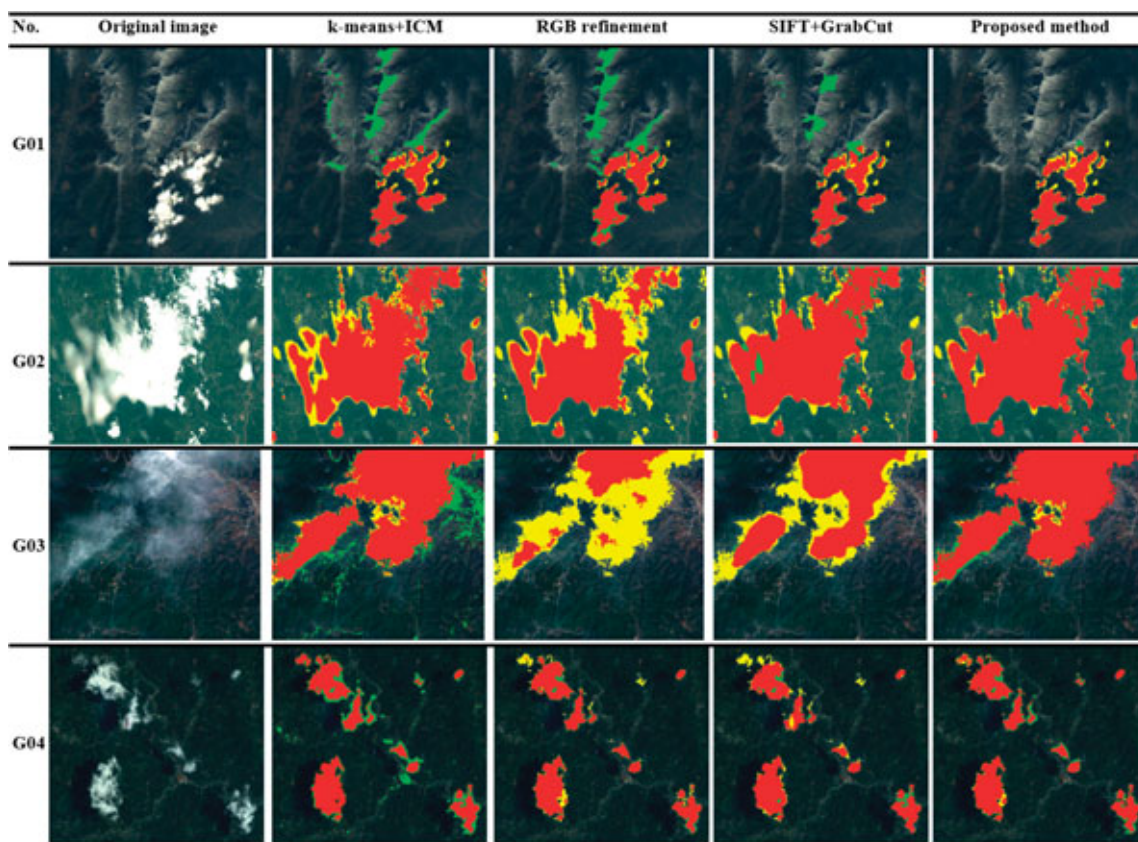 No. Original image k-means+ICM RGB refinement SIFT+GrabCut Proposed method
G01
G02
G03
G04